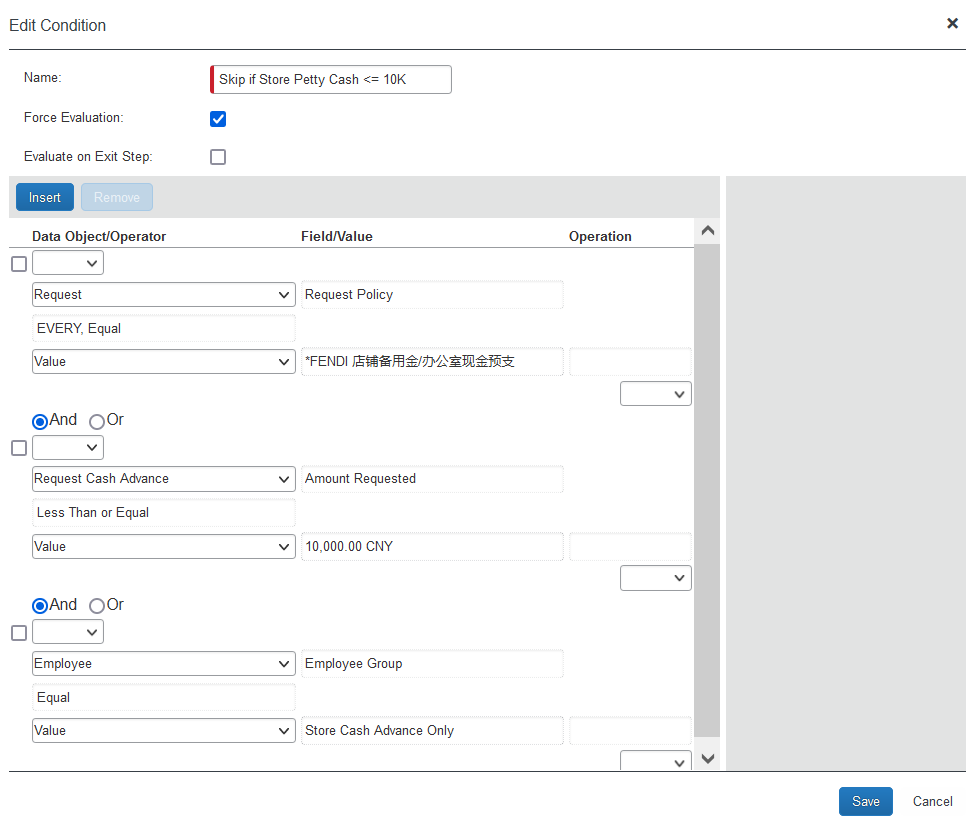 Edit Condition
Name: Skip if Store Petty Cash <= 10K
Force Evaluation:
Evaluate on Exit Step:
Insert Remove
Data Object/Operator Field/Value Operation
Request Request Policy
EVERY, Equal
Value *FENDI 店铺备用金/办公室现金预支
And Or
Request Cash Advance Amount Requested
Less Than or Equal
Value 10,000.00 CNY
And Or
Employee Employee Group
Equal
Value Store Cash Advance Only
Save Cancel